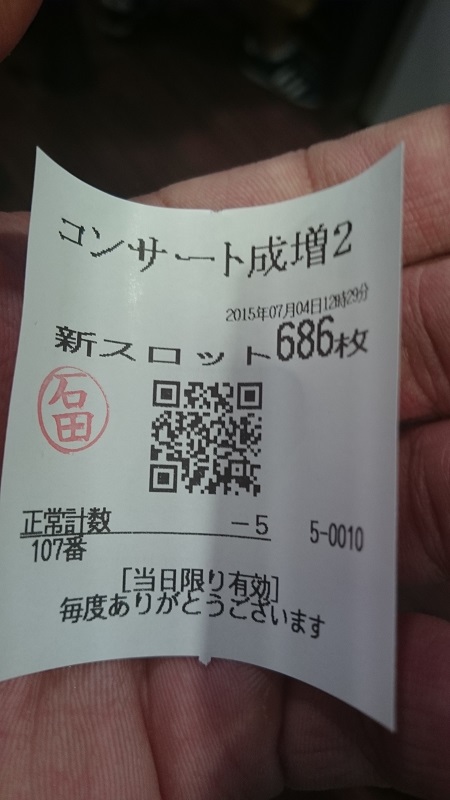 コンサート成増2
2015年07月04日12時29分
新スロット686枚
石田
正常計数 -5 5-0010
107番
[当日限り有効]
毎度ありがとうございます